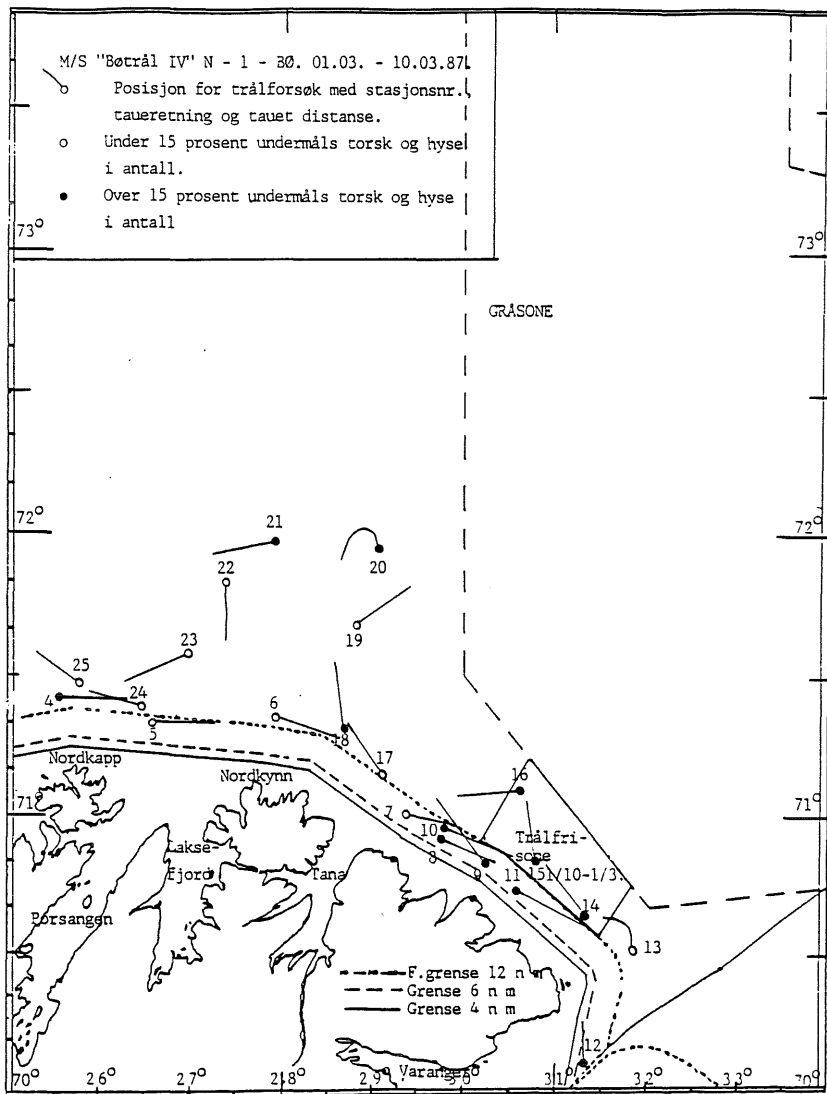 M/S "Bøtrål IV" N - 1 - BØ. 01.03. - 10.03.87.
Posisjon for trålforsøk med stasjonsnr.,
taueretning og tauet distanse.
Under 15 prosent undermåls torsk og hyse
i antall.
Over 15 prosent undermåls torsk og hyse
i antall
73° 73°
GRÅSONE
72° 72°
21
20
22
19
23
25
4
24
5
6
18
17
16
Nordkapp
Nordkynn
71° 71°
7
10
8
9
11
Trålfri-
sone
15 1/10-1/3.
Lakse-
Fjord
Tana
Porsangen
14
13
F.grense 12 n m
Grense 6 n m
Grense 4 n m
12
Varanger
70° 26° 27° 28° 29° 30° 31° 32° 33° 70°